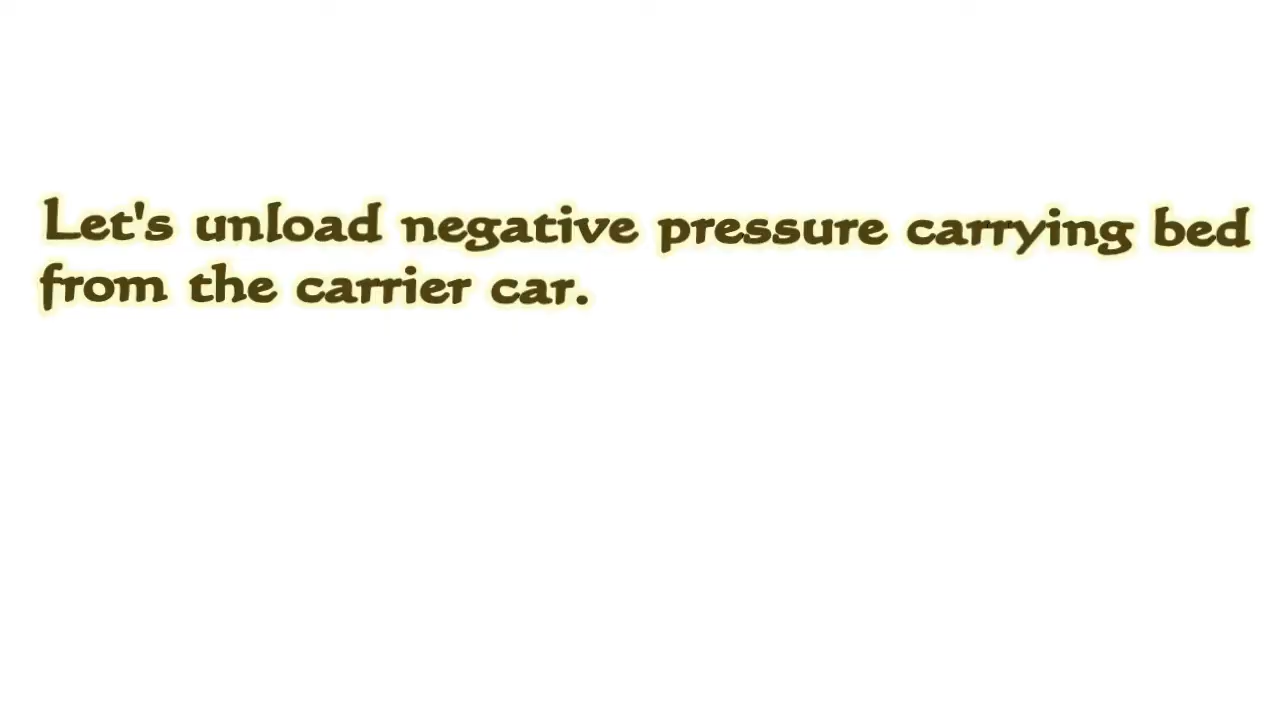 Let's unload negative pressure carrying bed
from the carrier car.